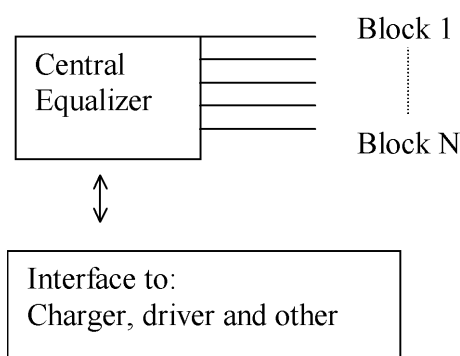 Block 1
Central
Equalizer
Block N
Interface to:
Charger, driver and other